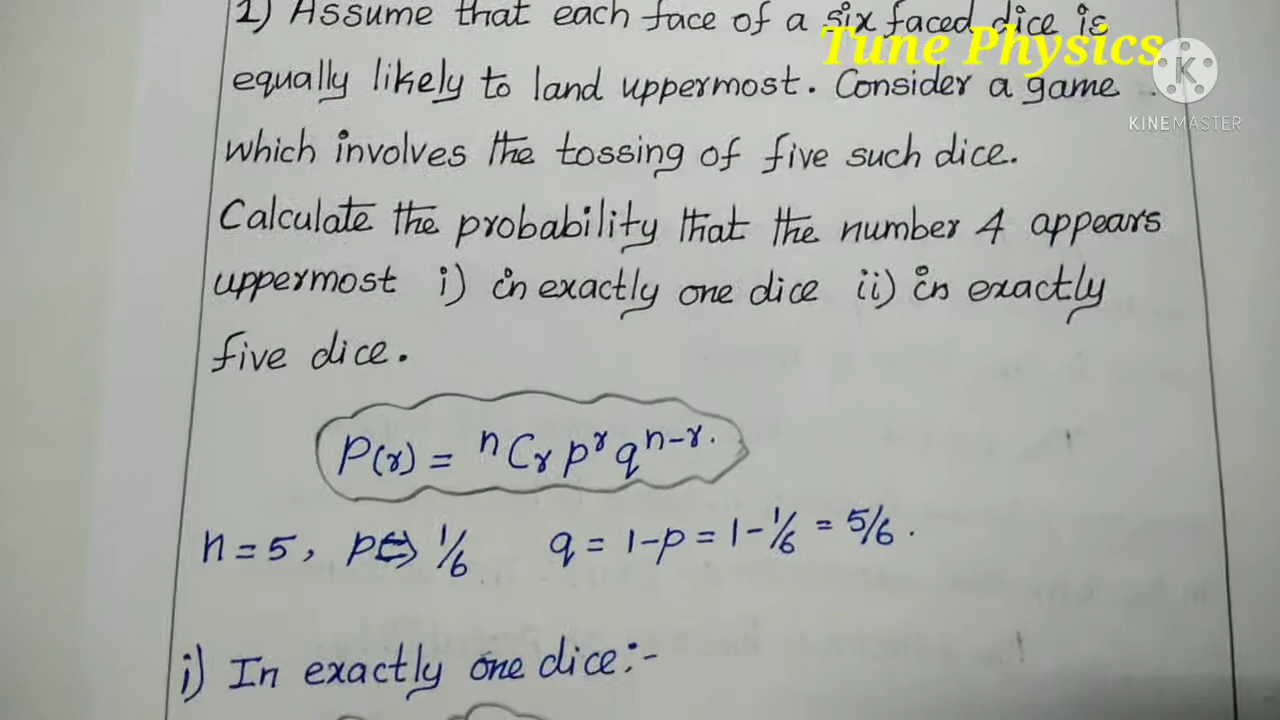 1) Assume that each face of a six faced dice is
Tune Physics
K
KINEMASTER
equally likely to land uppermost. Consider a game
which involves the tossing of five such dice.
Calculate the probability that the number 4 appears
uppermost i) in exactly one dice ii) in exactly
five dice.
P(r) = ⁿCᵣ pʳ qⁿ⁻ʳ.
n = 5, p => 1/6 q = 1-p = 1-1/6 = 5/6.
i) In exactly one dice:-